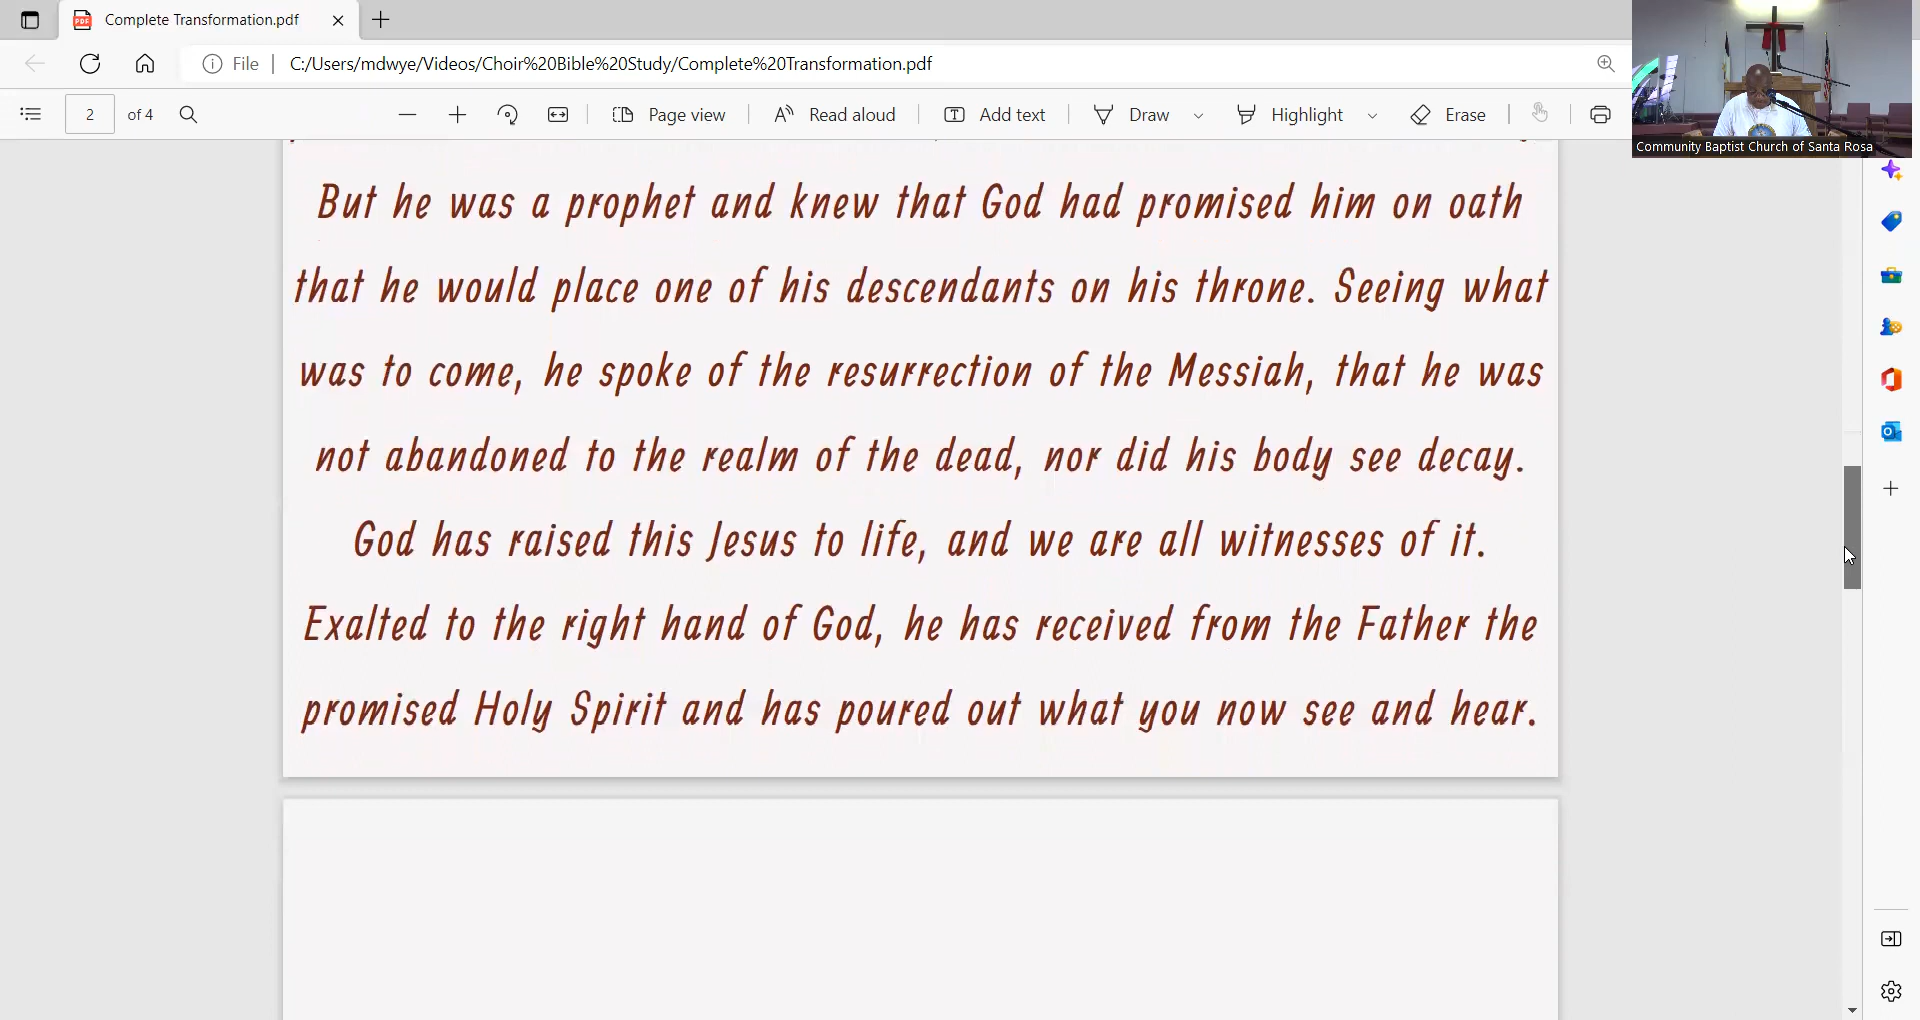 Complete Transformation.pdf
File
C:/Users/mdwye/Videos/Choir%20Bible%20Study/Complete%20Transformation.pdf
2 of 4
Page view
Read aloud
Add text
Draw
Highlight
Erase
Community Baptist Church of Santa Rosa
But he was a prophet and knew that God had promised him on oath
that he would place one of his descendants on his throne. Seeing what
was to come, he spoke of the resurrection of the Messiah, that he was
not abandoned to the realm of the dead, nor did his body see decay.
God has raised this Jesus to life, and we are all witnesses of it.
Exalted to the right hand of God, he has received from the Father the
promised Holy Spirit and has poured out what you now see and hear.